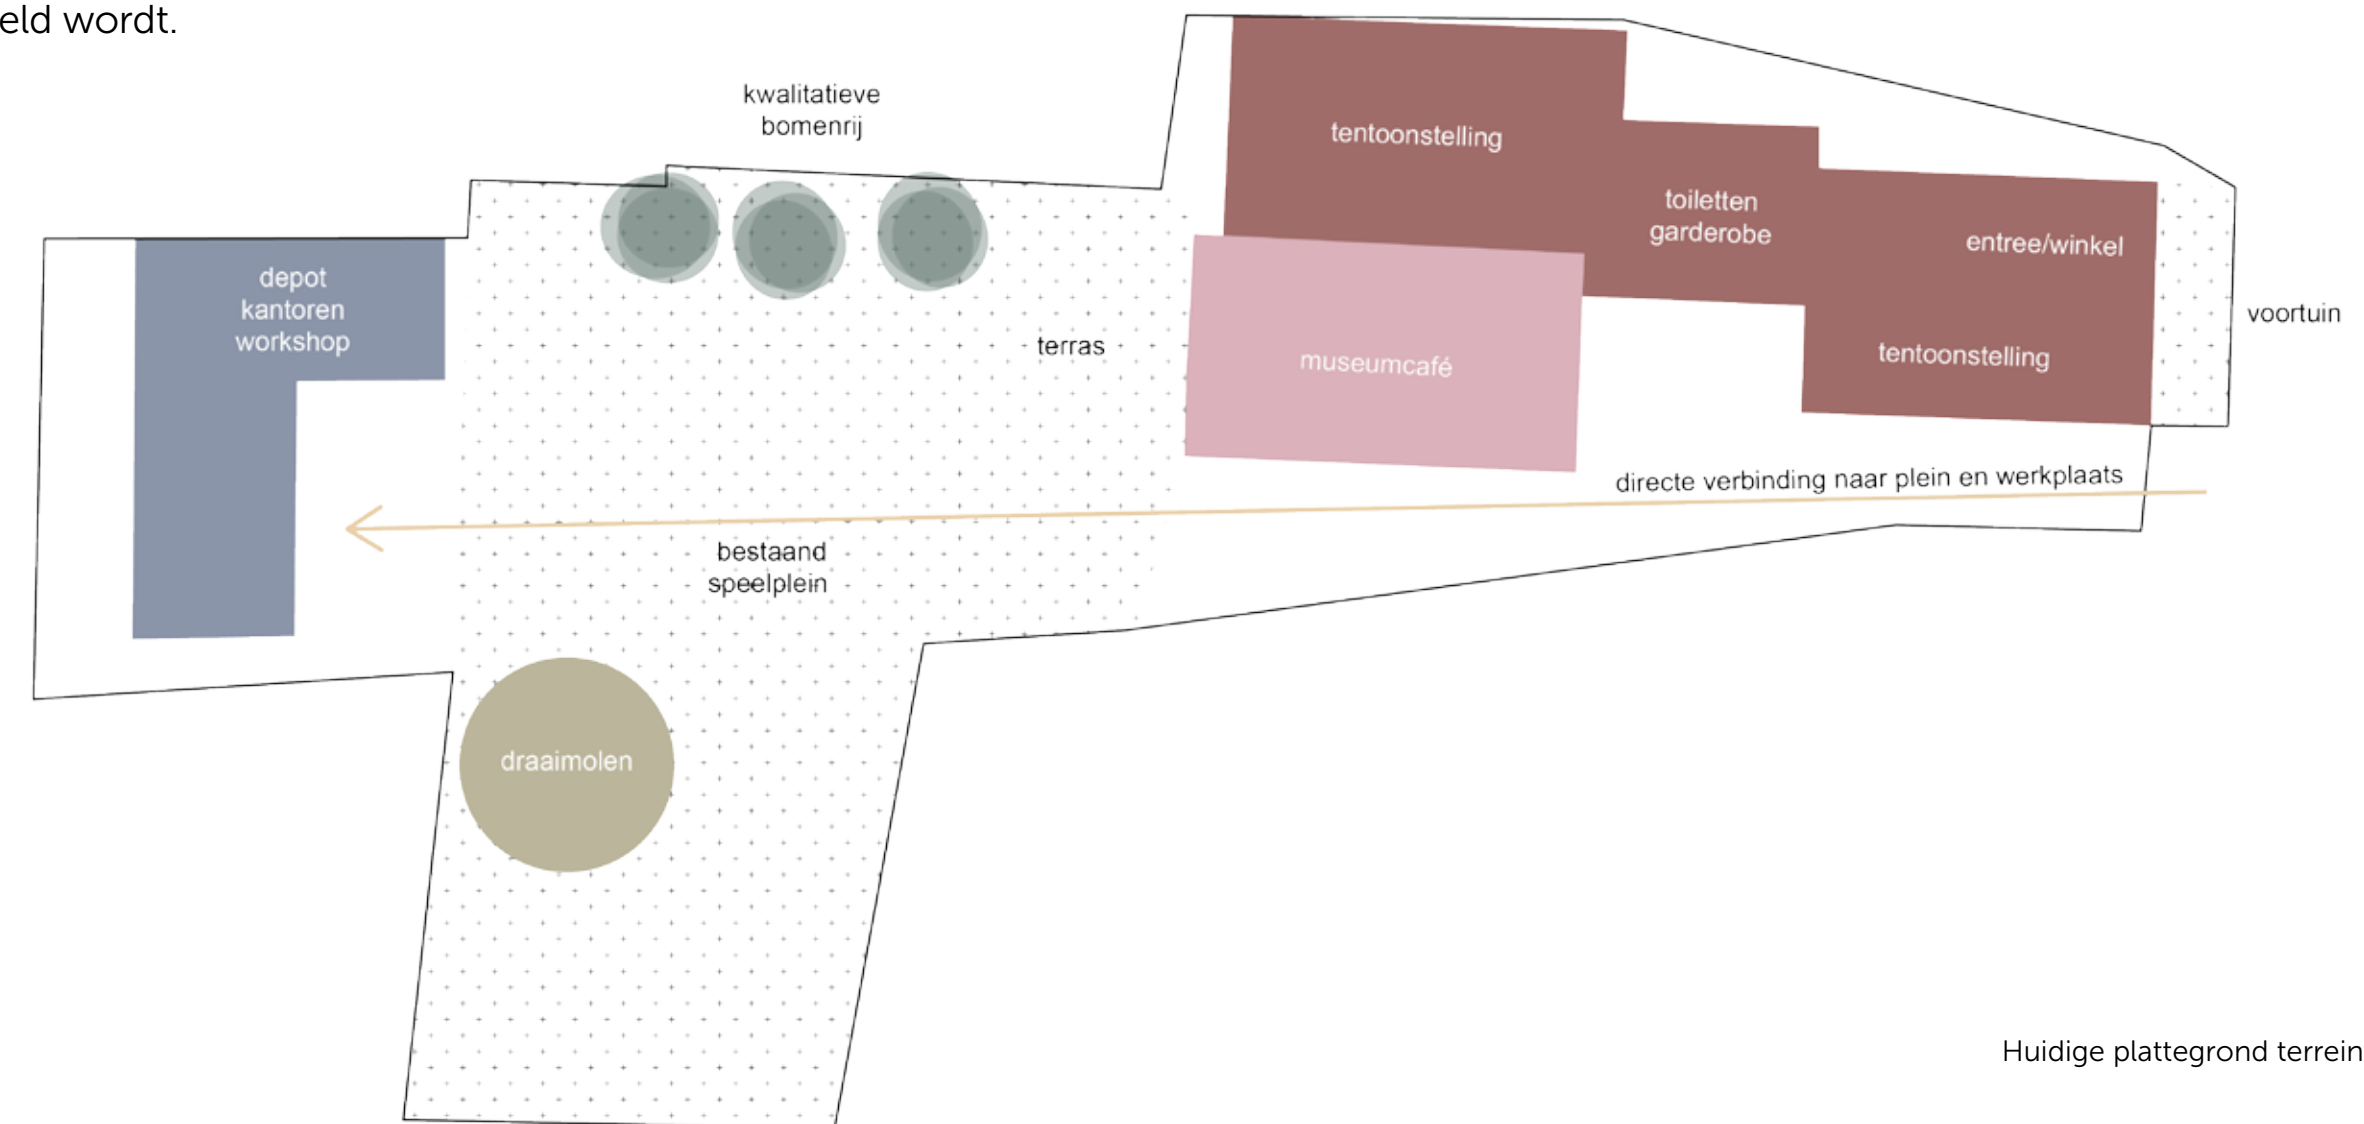 eld wordt.
kwalitatieve
bomenrij
tentoonstelling
toiletten
garderobe
entree/winkel
depot
kantoren
workshop
voortuin
terras
museumcafé
tentoonstelling
directe verbinding naar plein en werkplaats
bestaand
speelplein
draaimolen
Huidige plattegrond terrein